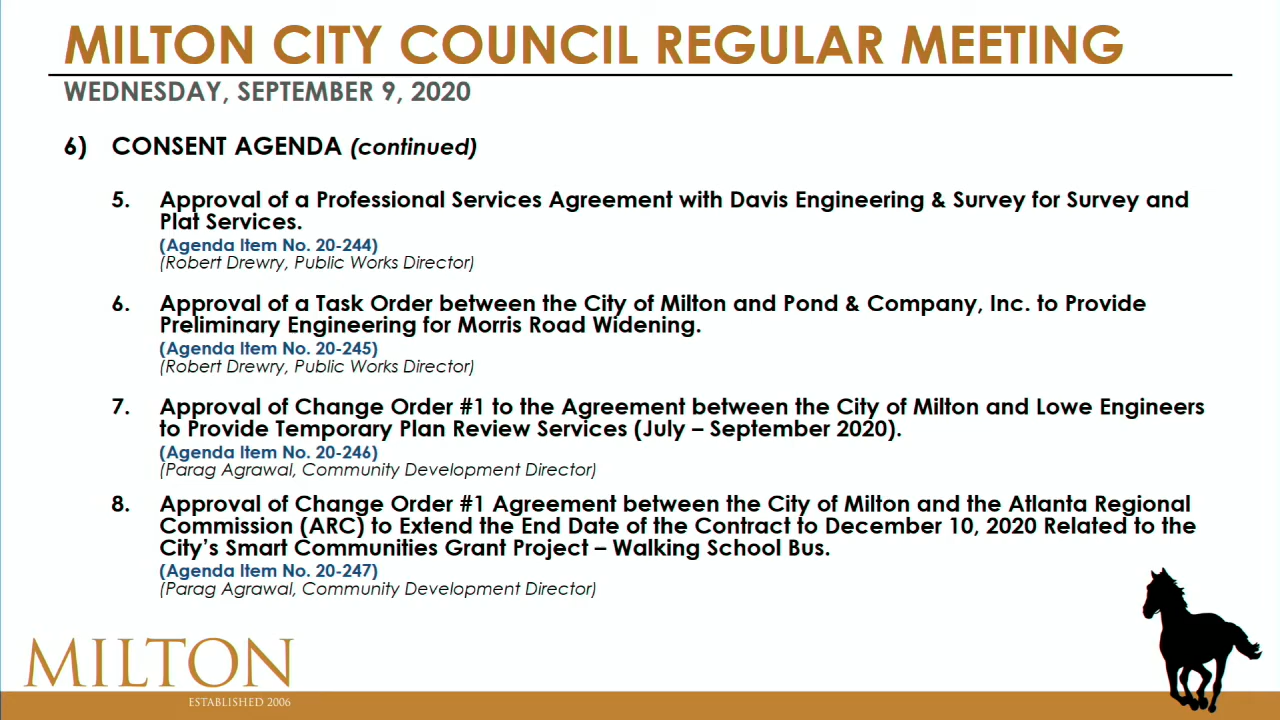 MILTON CITY COUNCIL REGULAR MEETING
WEDNESDAY, SEPTEMBER 9, 2020
6) CONSENT AGENDA (continued)
5. Approval of a Professional Services Agreement with Davis Engineering & Survey for Survey and
Plat Services.
(Agenda Item No. 20-244)
(Robert Drewry, Public Works Director)
6. Approval of a Task Order between the City of Milton and Pond & Company, Inc. to Provide
Preliminary Engineering for Morris Road Widening.
(Agenda Item No. 20-245)
(Robert Drewry, Public Works Director)
7. Approval of Change Order #1 to the Agreement between the City of Milton and Lowe Engineers
to Provide Temporary Plan Review Services (July – September 2020).
(Agenda Item No. 20-246)
(Parag Agrawal, Community Development Director)
8. Approval of Change Order #1 Agreement between the City of Milton and the Atlanta Regional
Commission (ARC) to Extend the End Date of the Contract to December 10, 2020 Related to the
City's Smart Communities Grant Project – Walking School Bus.
(Agenda Item No. 20-247)
(Parag Agrawal, Community Development Director)
MILTON
ESTABLISHED 2006